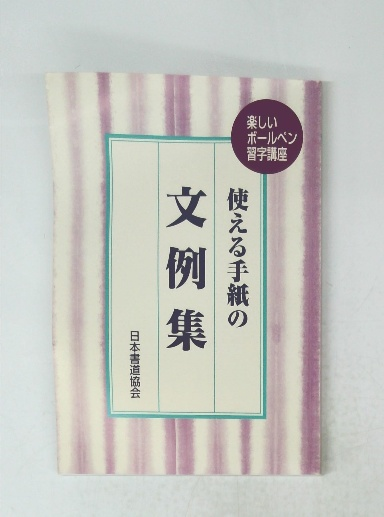 楽しい
ボールペン
習字講座
使える手紙の
文例集
日本書道協会